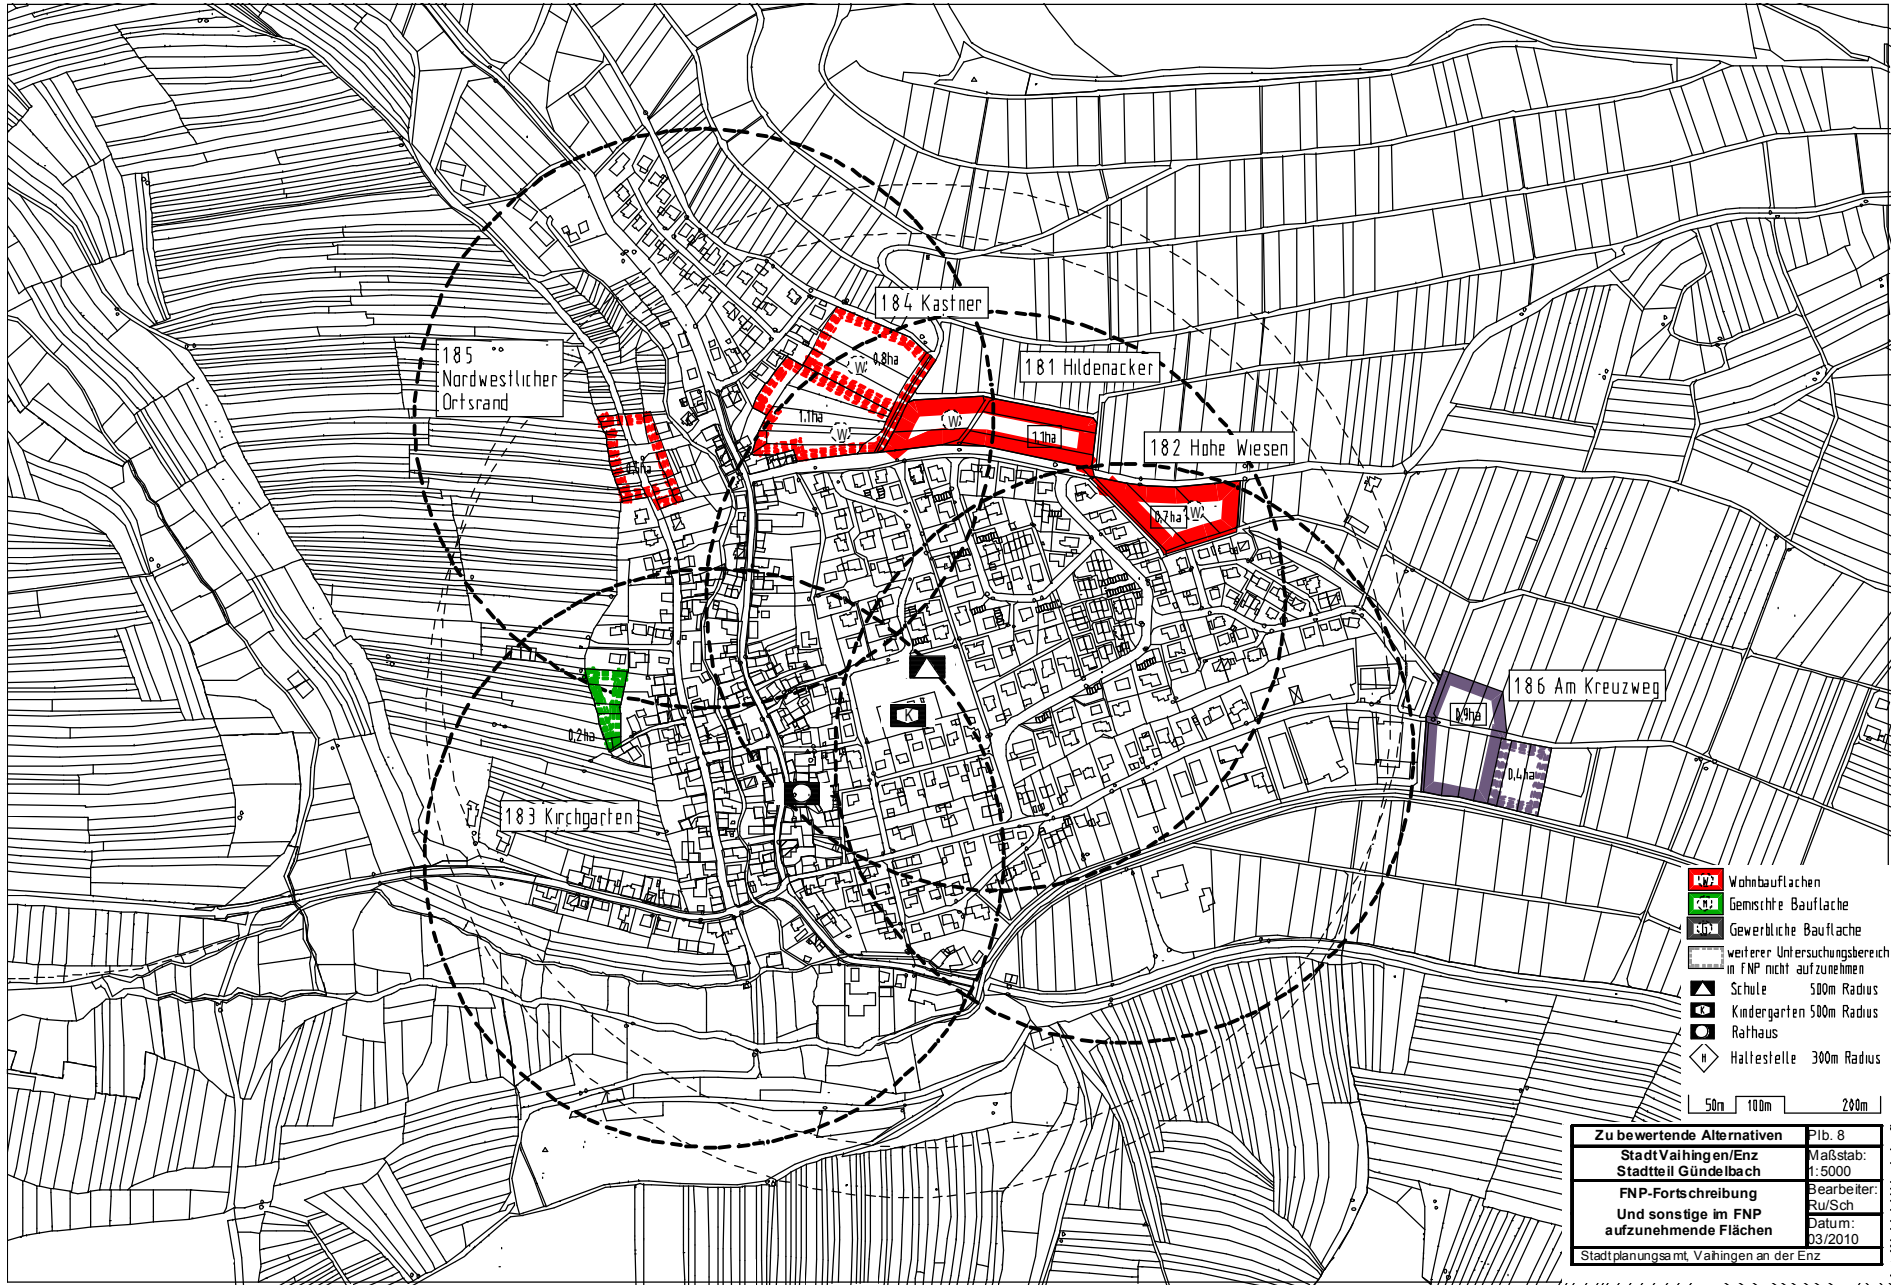 184 Kastner
185
Nordwestlicher
Ortsrand
181 Hildenacker
W
0,8ha
1.1ha
W
W
1.1ha
182 Hohe Wiesen
0,7ha
W
186 Am Kreuzweg
K
0,9ha
0,2ha
0,4ha
183 Kirchgarten
Wohnbauflachen
Gemischte Bauflache
Gewerbliche Bauflache
weiterer Untersuchungsbereich
in FNP nicht aufzunehmen
Schule 500m Radius
K Kindergarten 500m Radius
Rathaus
H Haltestelle 300m Radius
50m 100m 200m
Zu bewertende Alternativen Plb. 8
Stadt Vaihingen/Enz Maßstab:
Stadtteil Gündelbach 1:5000
FNP-Fortschreibung Bearbeiter:
Und sonstige im FNP Ru/Sch
aufzunehmende Flächen Datum:
03/2010
Stadtplanungsamt, Vaihingen an der Enz